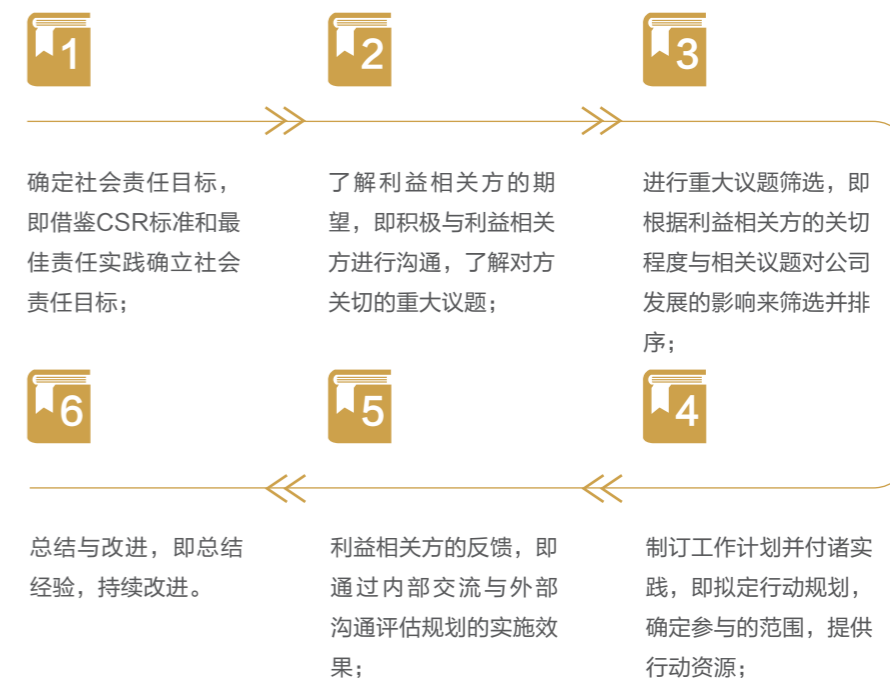 1
确定社会责任目标，
即借鉴CSR标准和最
佳责任实践确立社会
责任目标；
2
了解利益相关方的期
望，即积极与利益相关
方进行沟通，了解对方
关切的重大议题；
3
进行重大议题筛选，即
根据利益相关方的关切
程度与相关议题对公司
发展的影响来筛选并排
序；
4
制订工作计划并付诸实
践，即拟定行动规划，
确定参与的范围，提供
行动资源；
5
利益相关方的反馈，即
通过内部交流与外部
沟通评估规划的实施效
果；
6
总结与改进，即总结
经验，持续改进。